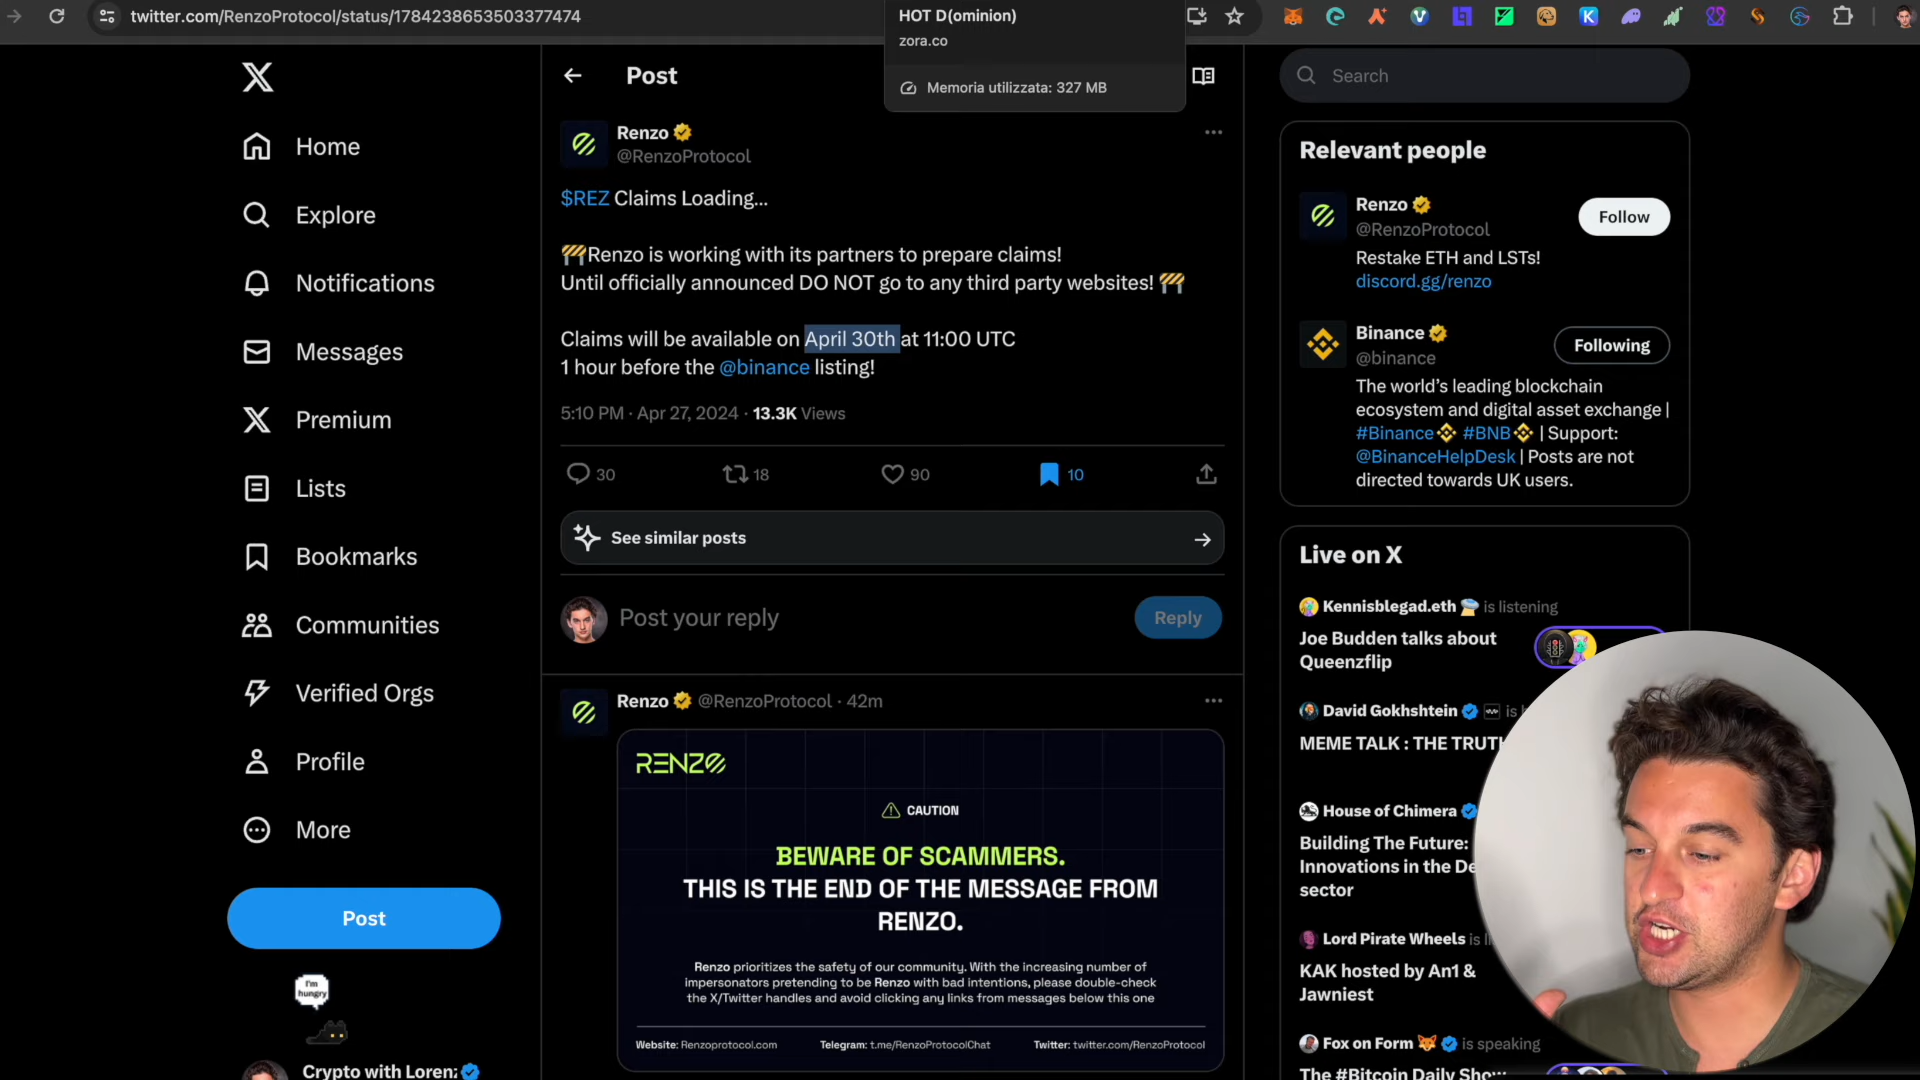 twitter.com/RenzoProtocol/status/1784238653503377474
HOT D(ominion)
zora.co
Memoria utilizzata: 327 MB
Home
Explore
Notifications
Messages
Premium
Lists
Bookmarks
Communities
Verified Orgs
Profile
More
Post
I'm
hungry
Crypto with Loren
Post
Renzo
@RenzoProtocol
$REZ Claims Loading...
🚧Renzo is working with its partners to prepare claims!
Until officially announced DO NOT go to any third party websites! 🚧
Claims will be available on April 30th at 11:00 UTC
1 hour before the @binance listing!
5:10 PM · Apr 27, 2024 · 13.3K Views
30 18 90 10
See similar posts
Post your reply
Reply
Renzo @RenzoProtocol · 42m
RENZO
CAUTION
BEWARE OF SCAMMERS.
THIS IS THE END OF THE MESSAGE FROM
RENZO.
Renzo prioritizes the safety of our community. With the increasing number of
impersonators pretending to be Renzo with bad intentions, please double-check
the X/Twitter handles and avoid clicking any links from messages below this one
Website: Renzoprotocol.com Telegram: t.me/RenzoProtocolChat Twitter: twitter.com/RenzoProtocol
Search
Relevant people
Renzo
@RenzoProtocol
Follow
Restake ETH and LSTs!
discord.gg/renzo
Binance
@binance
Following
The world's leading blockchain
ecosystem and digital asset exchange |
#Binance #BNB | Support:
@BinanceHelpDesk | Posts are not
directed towards UK users.
Live on X
Kennisblegad.eth is listening
Joe Budden talks about
Queenzflip
David Gokhshtein is
MEME TALK : THE TRUTH
House of Chimera
Building The Future:
Innovations in the De
sector
Lord Pirate Wheels is
KAK hosted by An1 &
Jawniest
Fox on Form is speaking
The #Bitcoin Daily Show